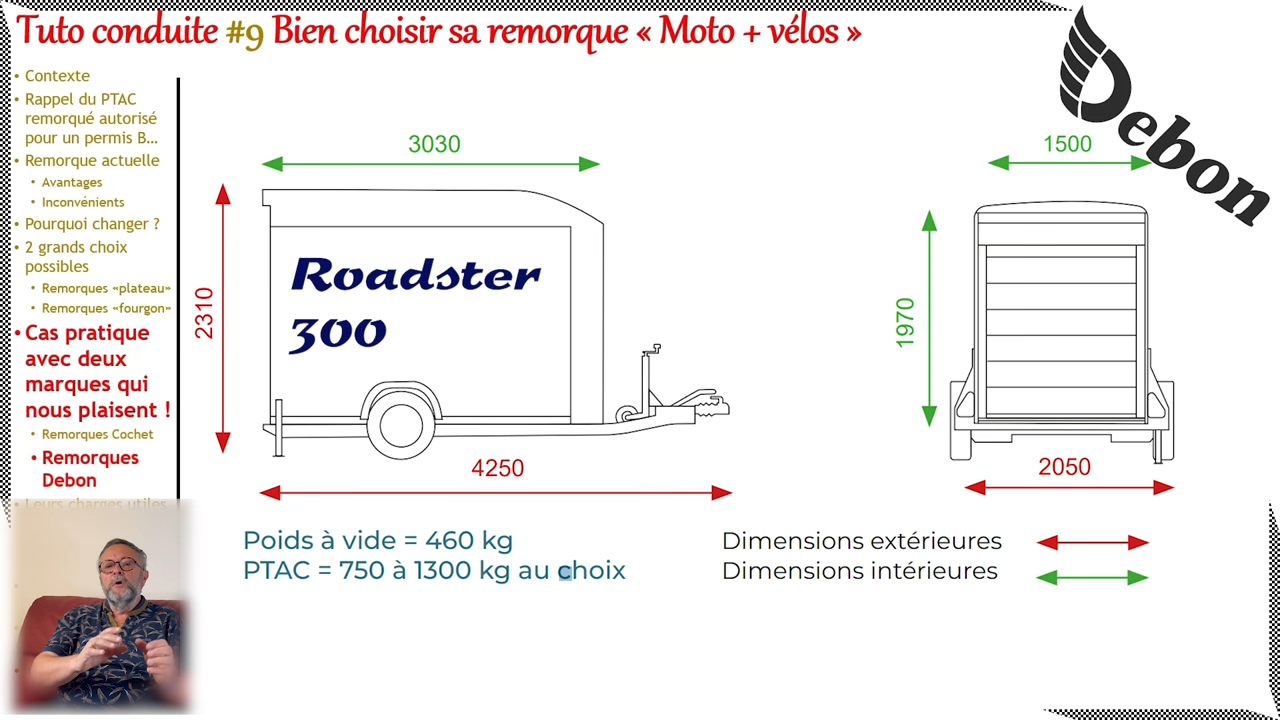 Tuto conduite #9 Bien choisir sa remorque « Moto + vélos »
Debon
• Contexte
• Rappel du PTAC
remorqué autorisé
pour un permis B...
• Remorque actuelle
• Avantages
• Inconvénients
• Pourquoi changer ?
• 2 grands choix
possibles
• Remorques «plateau»
• Remorques «fourgon»
• Cas pratique
avec deux
marques qui
nous plaisent !
• Remorques Cochet
• Remorques
Debon
• Leurs charges utiles
3030
2310
Roadster
300
4250
1500
1970
2050
Poids à vide = 460 kg
PTAC = 750 à 1300 kg au choix
Dimensions extérieures
Dimensions intérieures